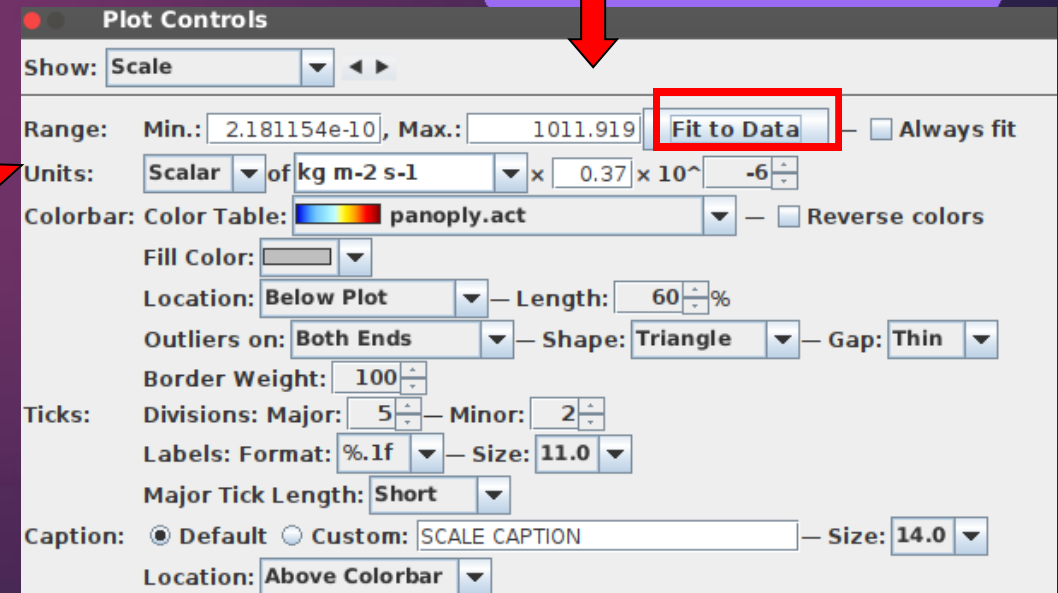 Plot Controls
Show: Scale
Range: Min.: 2.181154e-10 , Max.: 1011.919 Fit to Data — Always fit
Units: Scalar of kg m-2 s-1 × 0.37 × 10^ -6
Colorbar: Color Table: panoply.act — Reverse colors
Fill Color:
Location: Below Plot — Length: 60 %
Outliers on: Both Ends — Shape: Triangle — Gap: Thin
Border Weight: 100
Ticks: Divisions: Major: 5 — Minor: 2
Labels: Format: %.1f — Size: 11.0
Major Tick Length: Short
Caption: Default Custom: SCALE CAPTION — Size: 14.0
Location: Above Colorbar